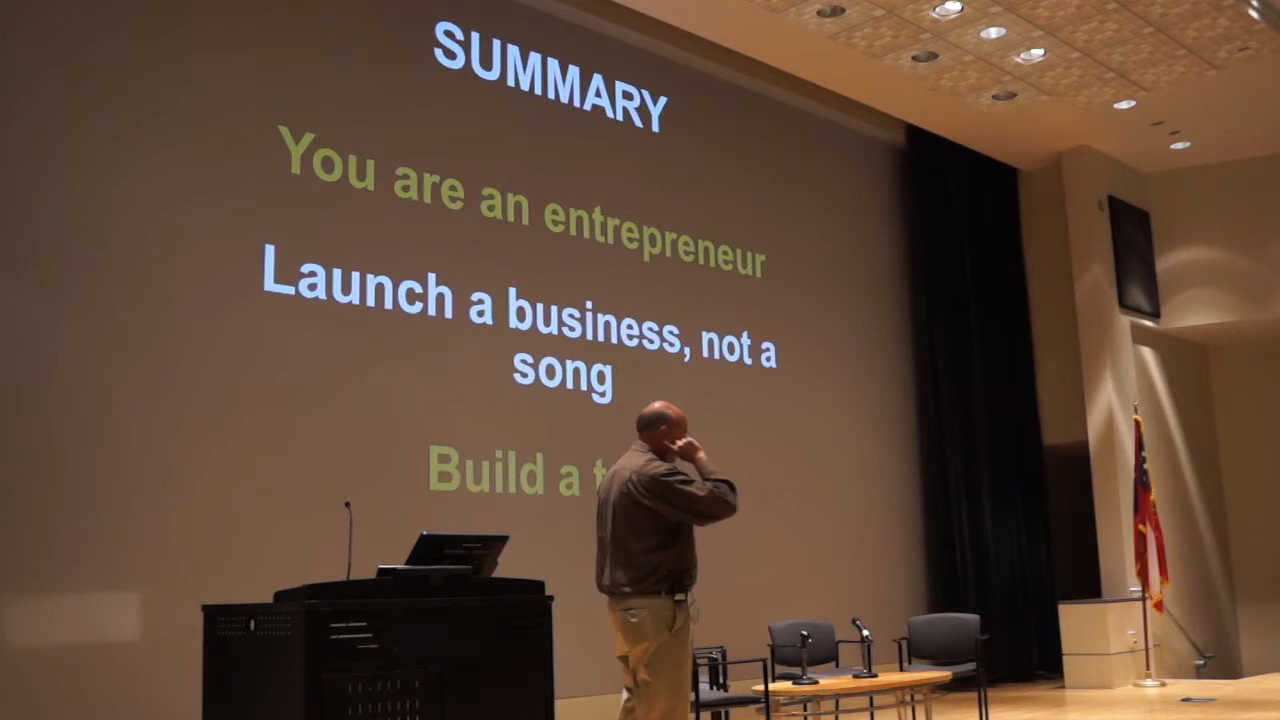 SUMMARY
You are an entrepreneur
Launch a business, not a
song
Build a